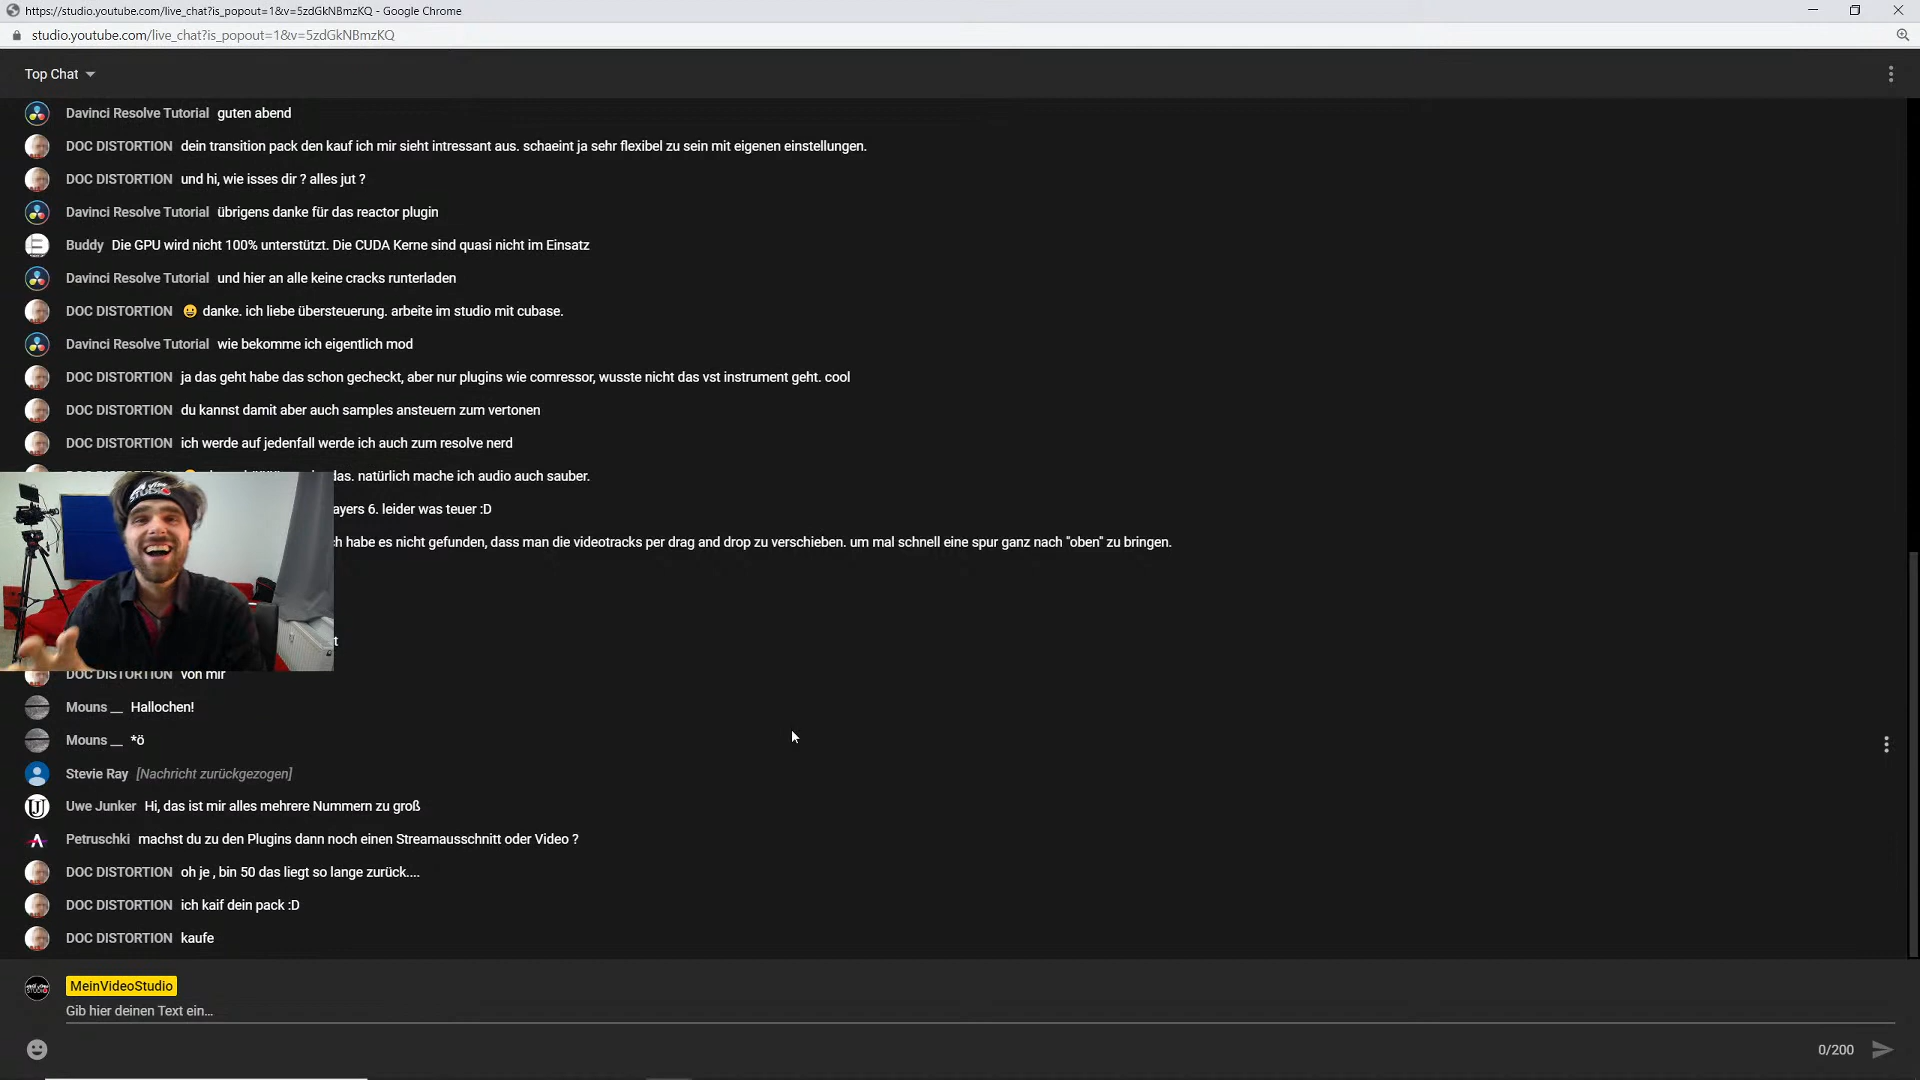 https://studio.youtube.com/live_chat?is_popout=1&v=5zdGkNBmzKQ - Google Chrome
studio.youtube.com/live_chat?is_popout=1&v=5zdGkNBmzKQ
Top Chat
Davinci Resolve Tutorial guten abend
DOC DISTORTION dein transition pack den kauf ich mir sieht intressant aus. schaeint ja sehr flexibel zu sein mit eigenen einstellungen.
DOC DISTORTION und hi, wie isses dir ? alles jut ?
Davinci Resolve Tutorial übrigens danke für das reactor plugin
Buddy Die GPU wird nicht 100% unterstützt. Die CUDA Kerne sind quasi nicht im Einsatz
Davinci Resolve Tutorial und hier an alle keine cracks runterladen
DOC DISTORTION 😀 danke. ich liebe übersteuerung. arbeite im studio mit cubase.
Davinci Resolve Tutorial wie bekomme ich eigentlich mod
DOC DISTORTION ja das geht habe das schon gecheckt, aber nur plugins wie comressor, wusste nicht das vst instrument geht. cool
DOC DISTORTION du kannst damit aber auch samples ansteuern zum vertonen
DOC DISTORTION ich werde auf jedenfall werde ich auch zum resolve nerd
das. natürlich mache ich audio auch sauber.
ayers 6. leider was teuer :D
ch habe es nicht gefunden, dass man die videotracks per drag and drop zu verschieben. um mal schnell eine spur ganz nach "oben" zu bringen.
t
DOC DISTORTION von mir
Mouns __ Hallochen!
Mouns __ *ö
Stevie Ray [Nachricht zurückgezogen]
Uwe Junker Hi, das ist mir alles mehrere Nummern zu groß
Petruschki machst du zu den Plugins dann noch einen Streamausschnitt oder Video ?
DOC DISTORTION oh je , bin 50 das liegt so lange zurück....
DOC DISTORTION ich kaif dein pack :D
DOC DISTORTION kaufe
MeinVideoStudio
Gib hier deinen Text ein...
0/200